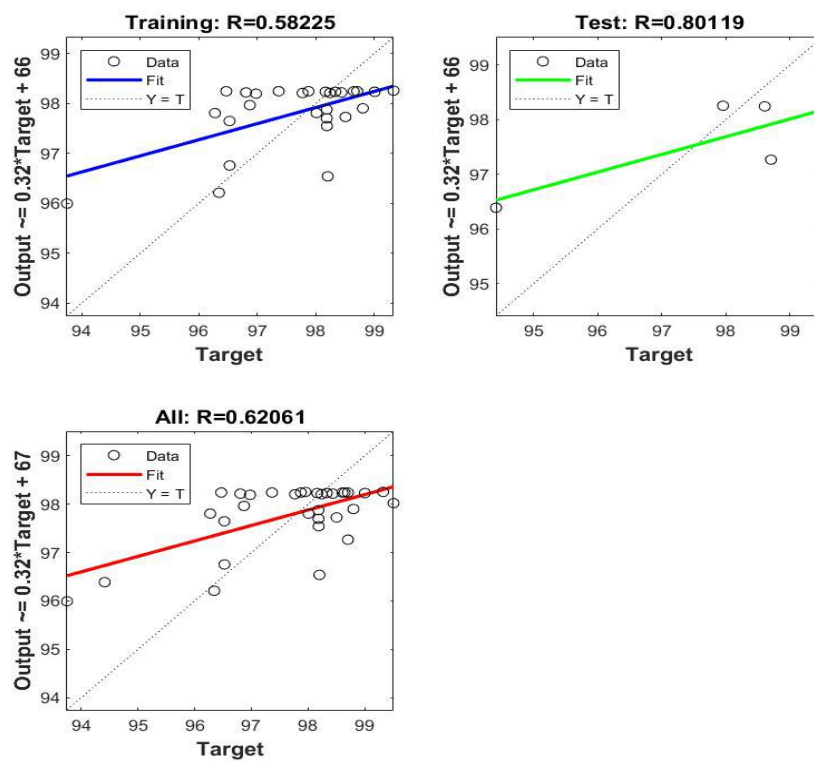 Training: R=0.58225
Output ~= 0.32*Target + 66
99
98
97
96
95
94
Data
Fit
Y = T
94 95 96 97 98 99
Target
Test: R=0.80119
Output ~= 0.32*Target + 66
99
98
97
96
95
Data
Fit
Y = T
95 96 97 98 99
Target
All: R=0.62061
Output ~= 0.32*Target + 67
99
98
97
96
95
94
Data
Fit
Y = T
94 95 96 97 98 99
Target